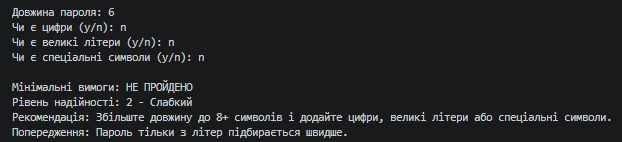 Довжина пароля: 6
Чи є цифри (y/n): n
Чи є великі літери (y/n): n
Чи є спеціальні символи (y/n): n
Мінімальні вимоги: НЕ ПРОЙДЕНО
Рівень надійності: 2 - Слабкий
Рекомендація: Збільште довжину до 8+ символів і додайте цифри, великі літери або спеціальні символи.
Попередження: Пароль тільки з літер підбирається швидше.